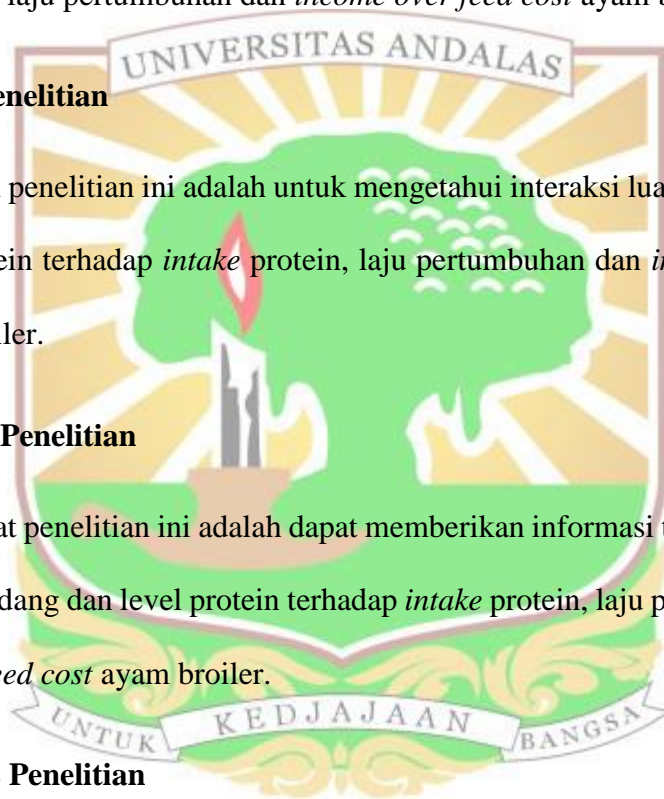 laju pertumbuhan dan income over feed cost ayam
UNIVERSITAS ANDALAS
enelitian
penelitian ini adalah untuk mengetahui interaksi lua
ein terhadap intake protein, laju pertumbuhan dan in
iler.
Penelitian
at penelitian ini adalah dapat memberikan informasi t
dang dan level protein terhadap intake protein, laju p
eed cost ayam broiler.
UNTUK KEDJAJAAN BANGSA
Penelitian